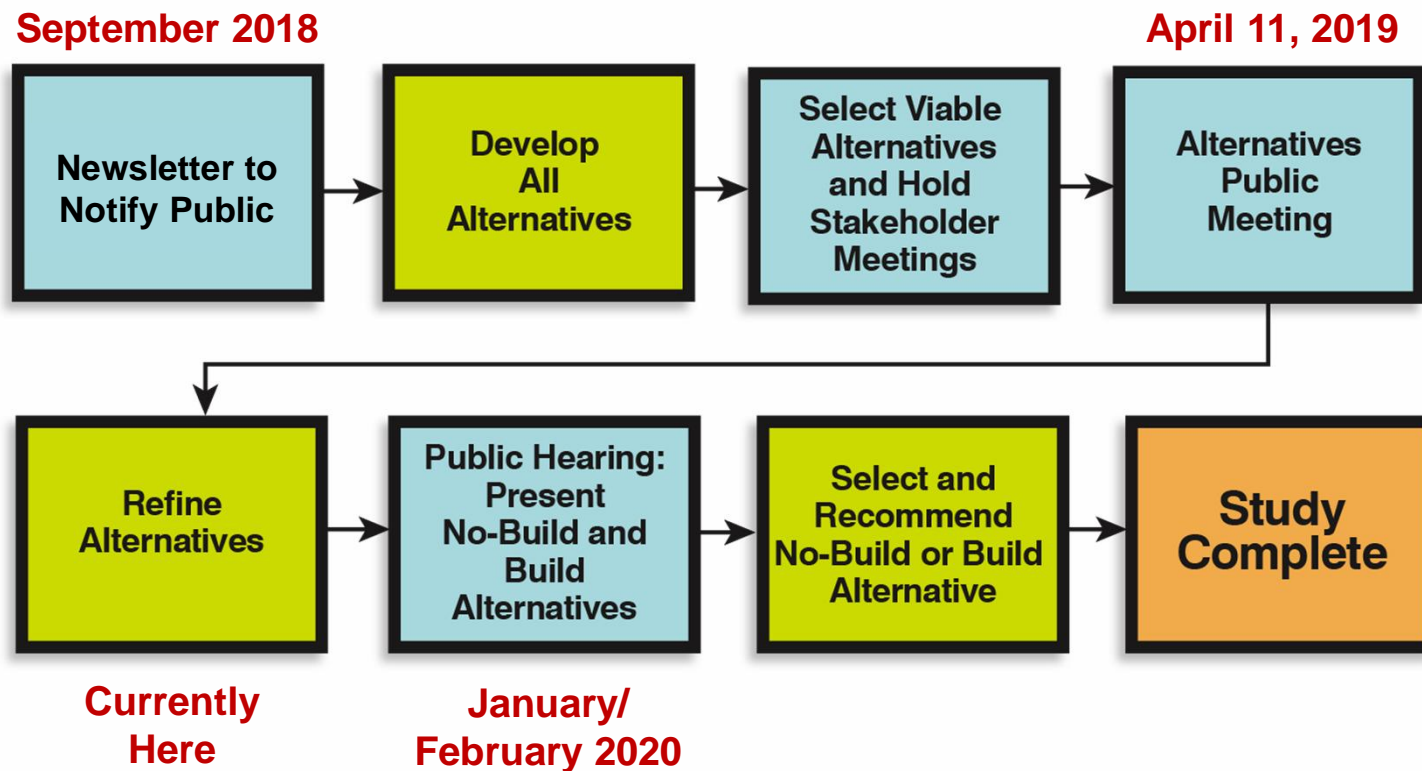 September 2018
April 11, 2019
Newsletter to
Notify Public
Develop
All
Alternatives
Select Viable
Alternatives
and Hold
Stakeholder
Meetings
Alternatives
Public
Meeting
Refine
Alternatives
Public Hearing:
Present
No-Build and
Build
Alternatives
Select and
Recommend
No-Build or Build
Alternative
Study
Complete
Currently
Here
January/
February 2020